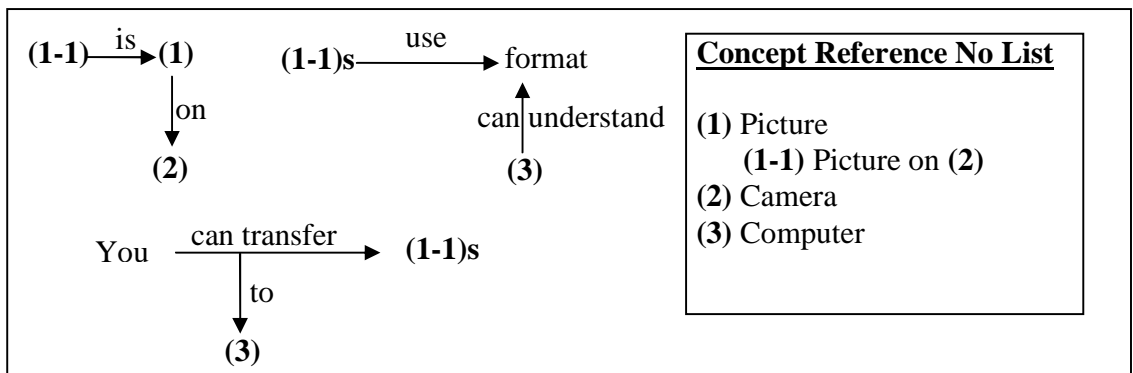 (1-1) is (1)
on
(2)
(1-1)s use format
can understand
(3)
You can transfer (1-1)s
to
(3)
Concept Reference No List
(1) Picture
(1-1) Picture on (2)
(2) Camera
(3) Computer